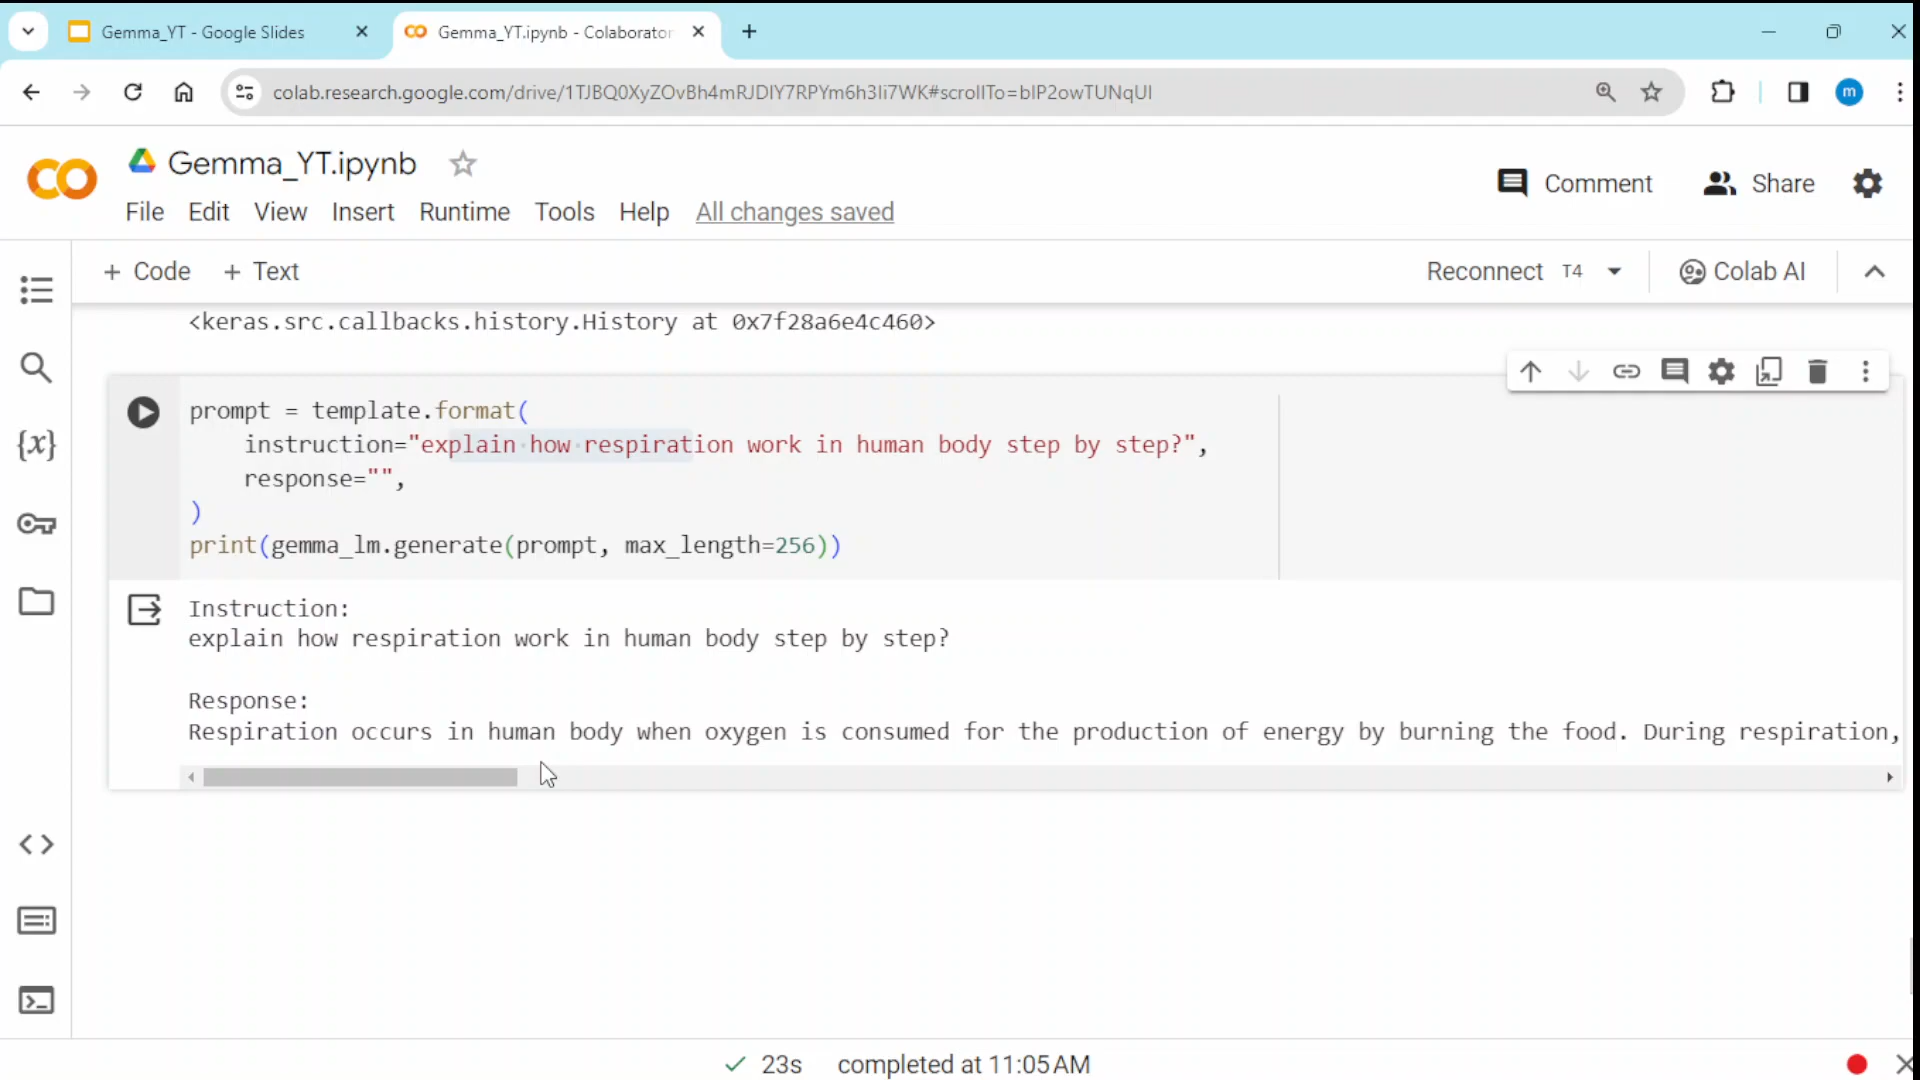 Gemma_YT - Google Slides
Gemma_YT.ipynb - Colaborator
colab.research.google.com/drive/1TJBQ0XyZOvBh4mRJDIY7RPYm6h3Ii7WK#scrollTo=bIP2owTUNqUI
m
Gemma_YT.ipynb
Comment
Share
File Edit View Insert Runtime Tools Help All changes saved
+ Code + Text
Reconnect T4
Colab AI
<keras.src.callbacks.history.History at 0x7f28a6e4c460>
prompt = template.format(
instruction="explain how respiration work in human body step by step?",
response="",
)
print(gemma_lm.generate(prompt, max_length=256))
Instruction:
explain how respiration work in human body step by step?
Response:
Respiration occurs in human body when oxygen is consumed for the production of energy by burning the food. During respiration,
23s completed at 11:05 AM